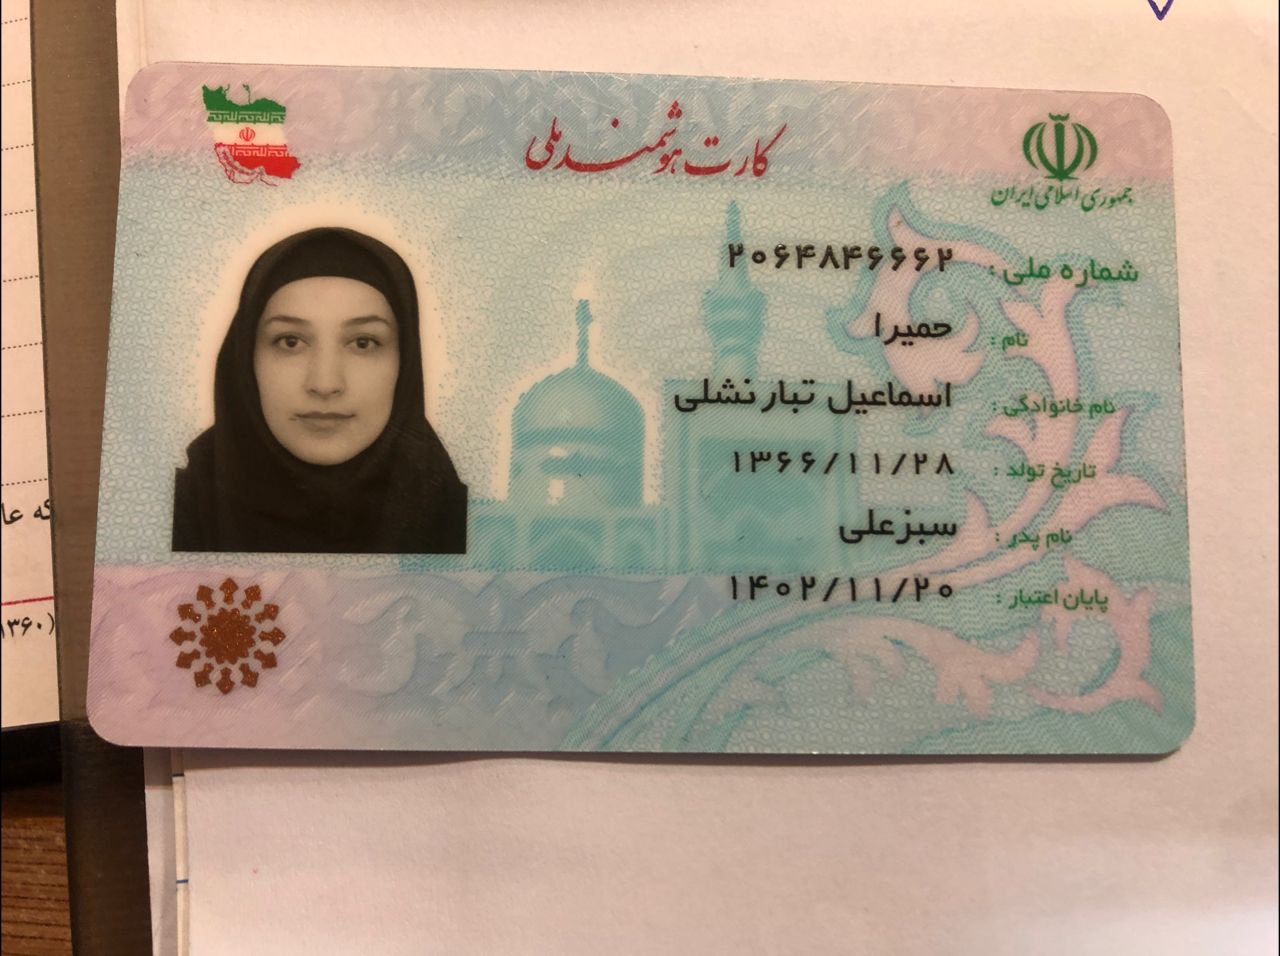 کارت هوشمند ملی
جمهوری اسلامی ایران
شماره ملی: ۲۰۶۴۸۴۶۶۶۲
نام: حمیرا
نام خانوادگی: اسماعیل تبار نشلی
تاریخ تولد: ۱۳۶۶/۱۱/۲۸
نام پدر: سبزعلی
پایان اعتبار: ۱۴۰۲/۱۱/۲۰
که عا
۱۳۶۰)